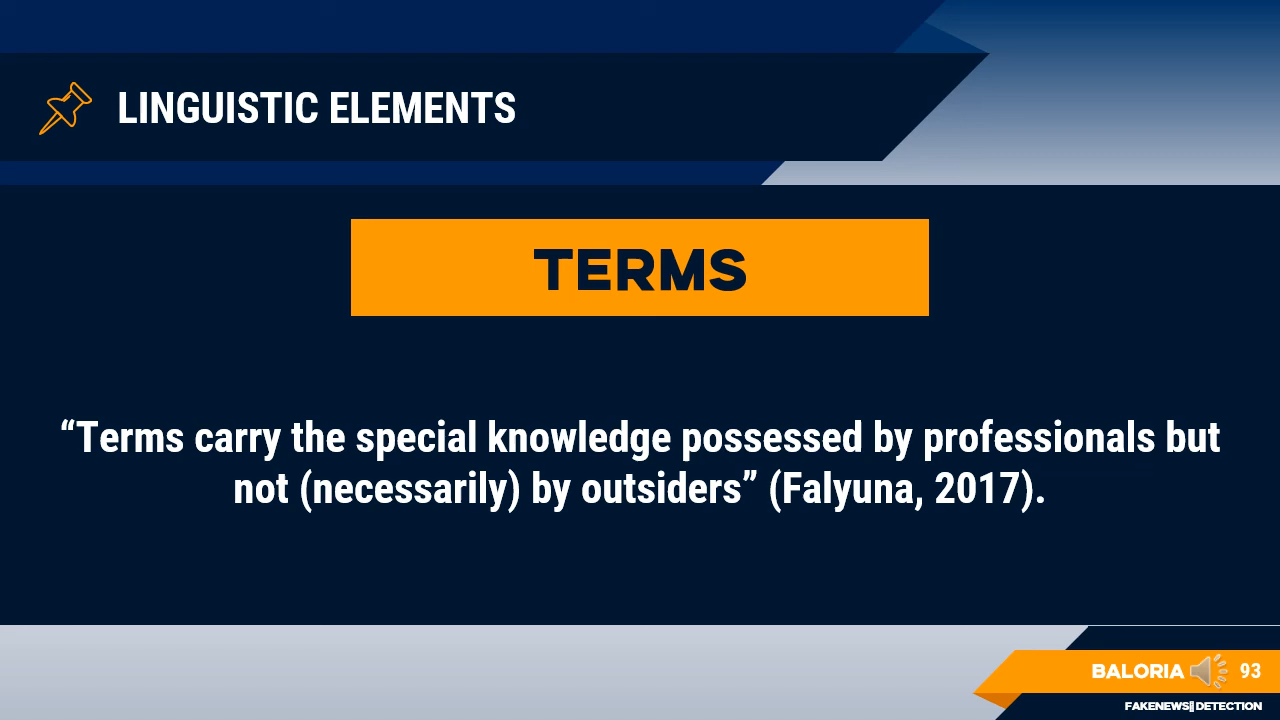 LINGUISTIC ELEMENTS
TERMS
“Terms carry the special knowledge possessed by professionals but
not (necessarily) by outsiders” (Falyuna, 2017).
BALORIA 93
FAKENEWS|| DETECTION